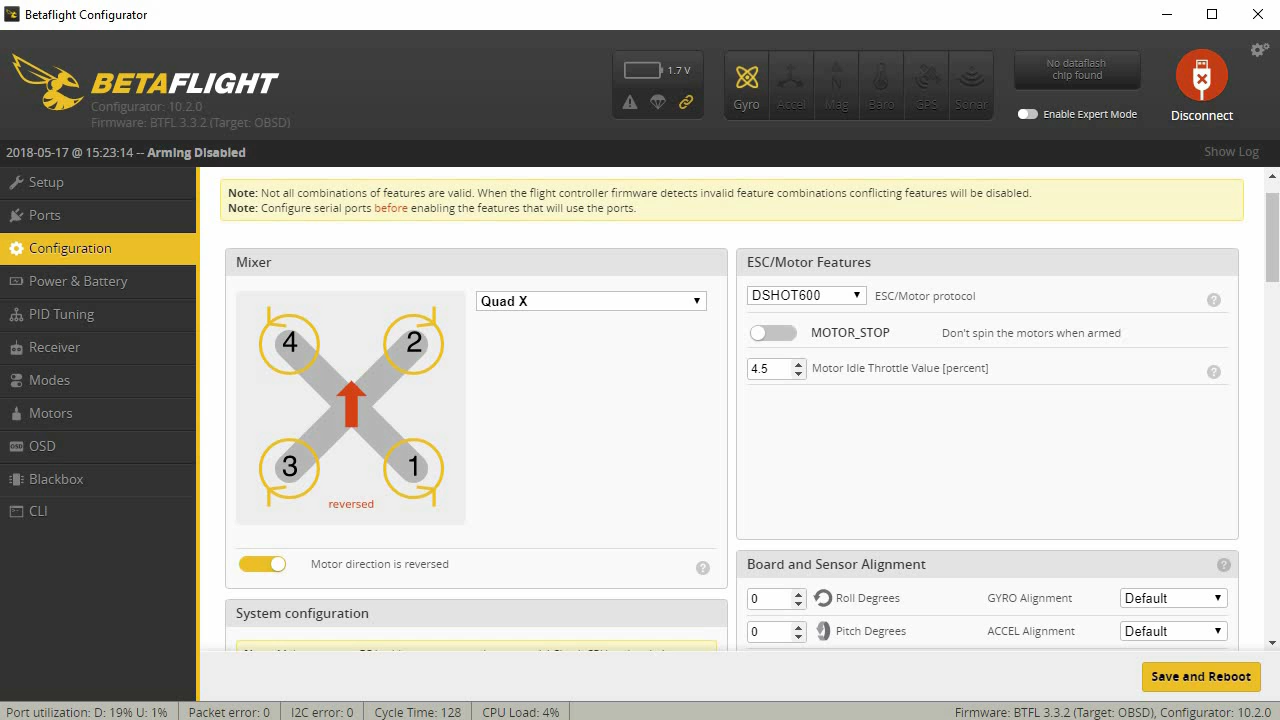 Betaflight Configurator
BETAFLIGHT
Configurator: 10.2.0
Firmware: BTFL 3.3.2 (Target: OBSD)
1.7 V
Gyro
Accel
Mag
Baro
GPS
Sonar
No dataflash
chip found
Enable Expert Mode
Disconnect
2018-05-17 @ 15:23:14 -- Arming Disabled
Show Log
Setup
Ports
Configuration
Power & Battery
PID Tuning
Receiver
Modes
Motors
OSD
Blackbox
CLI
Note: Not all combinations of features are valid. When the flight controller firmware detects invalid feature combinations conflicting features will be disabled.
Note: Configure serial ports before enabling the features that will use the ports.
Mixer
Quad X
4
2
3
1
reversed
Motor direction is reversed
?
System configuration
ESC/Motor Features
DSHOT600
ESC/Motor protocol
?
MOTOR_STOP
Don't spin the motors when armed
4.5
Motor Idle Throttle Value [percent]
?
Board and Sensor Alignment
?
0
Roll Degrees
GYRO Alignment
Default
0
Pitch Degrees
ACCEL Alignment
Default
Save and Reboot
Port utilization: D: 19% U: 1%
Packet error: 0
I2C error: 0
Cycle Time: 128
CPU Load: 4%
Firmware: BTFL 3.3.2 (Target: OBSD), Configurator: 10.2.0